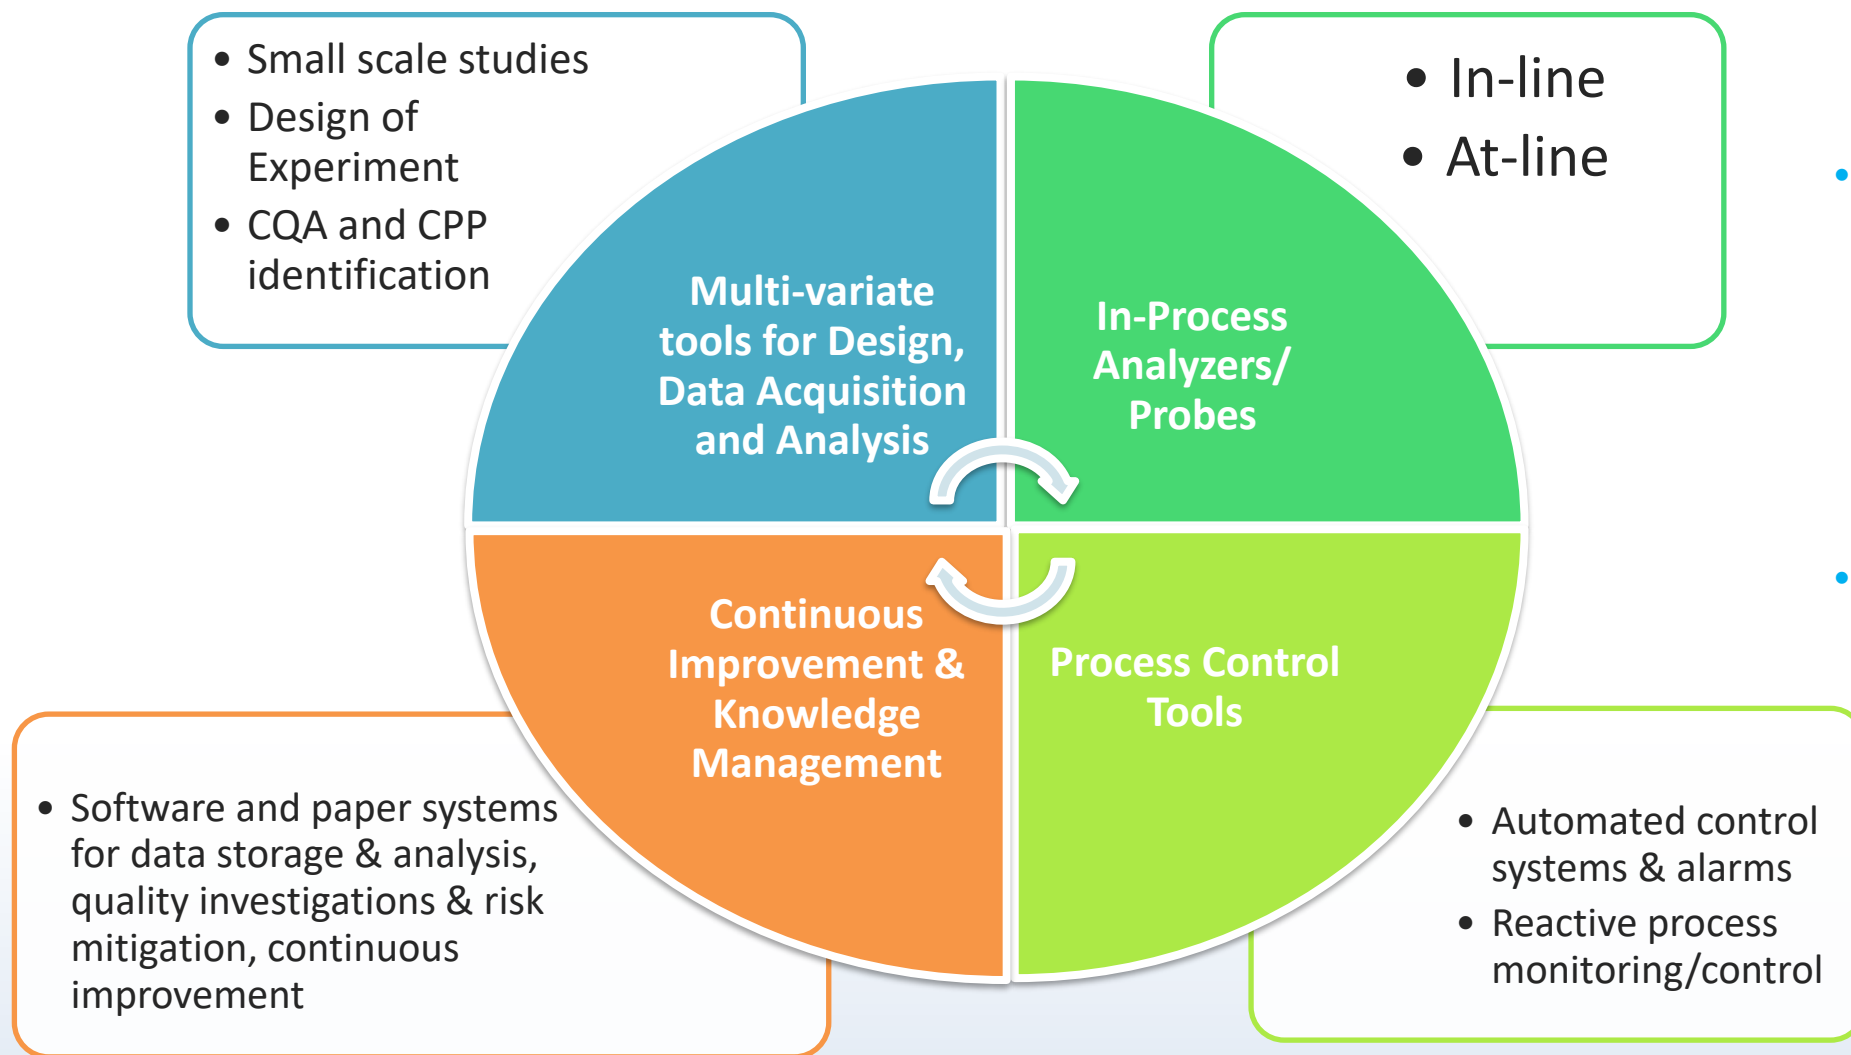 • Small scale studies
• Design of
Experiment
• CQA and CPP
identification
• In-line
• At-line
Multi-variate
tools for Design,
Data Acquisition
and Analysis
In-Process
Analyzers/
Probes
Continuous
Improvement &
Knowledge
Management
Process Control
Tools
• Software and paper systems
for data storage & analysis,
quality investigations & risk
mitigation, continuous
improvement
• Automated control
systems & alarms
• Reactive process
monitoring/control